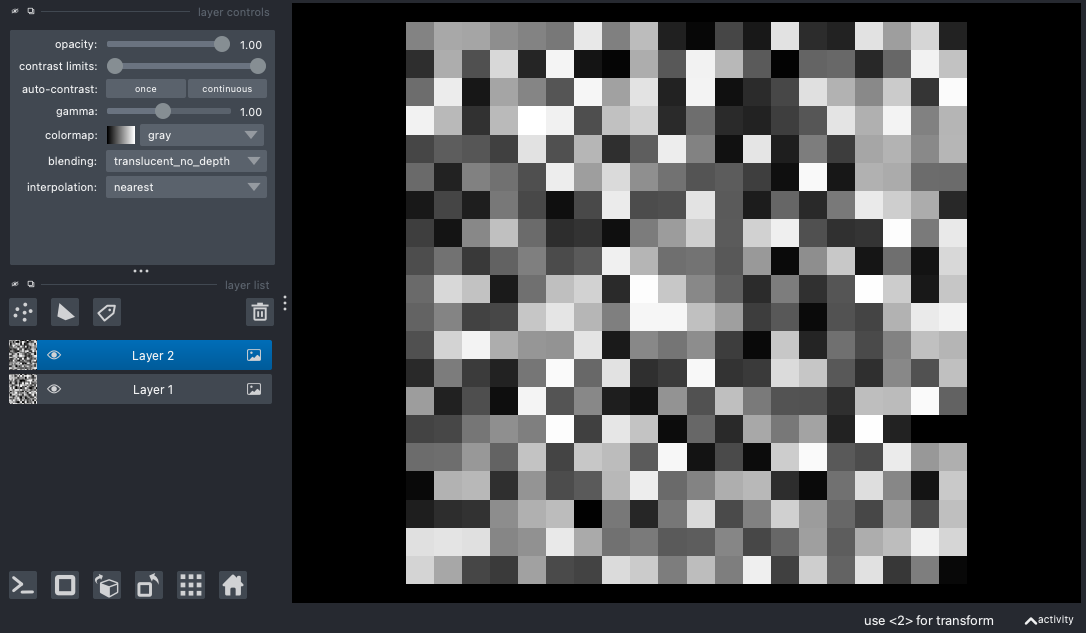 layer controls
opacity: 1.00
contrast limits:
auto-contrast: once continuous
gamma: 1.00
colormap: gray
blending: translucent_no_depth
interpolation: nearest
layer list
Layer 2
Layer 1
use <2> for transform activity